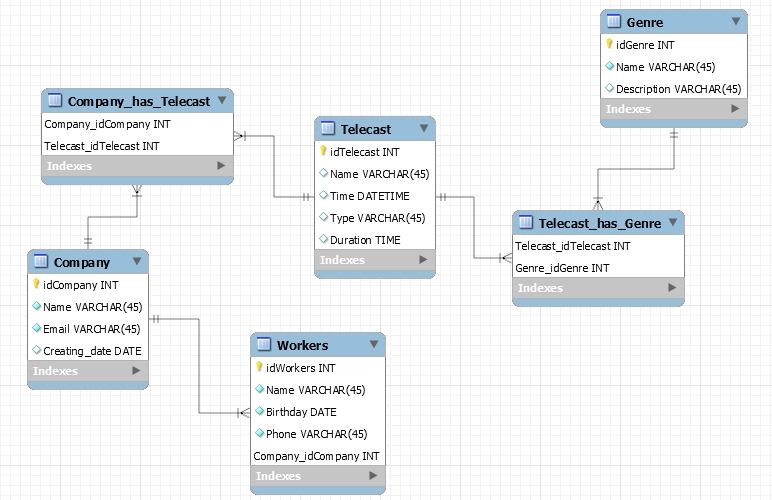 Genre
idGenre INT
Name VARCHAR(45)
Description VARCHAR(45)
Indexes
Company_has_Telecast
Company_idCompany INT
Telecast_idTelecast INT
Indexes
Telecast
idTelecast INT
Name VARCHAR(45)
Time DATETIME
Type VARCHAR(45)
Duration TIME
Indexes
Telecast_has_Genre
Telecast_idTelecast INT
Genre_idGenre INT
Indexes
Company
idCompany INT
Name VARCHAR(45)
Email VARCHAR(45)
Creating_date DATE
Indexes
Workers
idWorkers INT
Name VARCHAR(45)
Birthday DATE
Phone VARCHAR(45)
Company_idCompany INT
Indexes